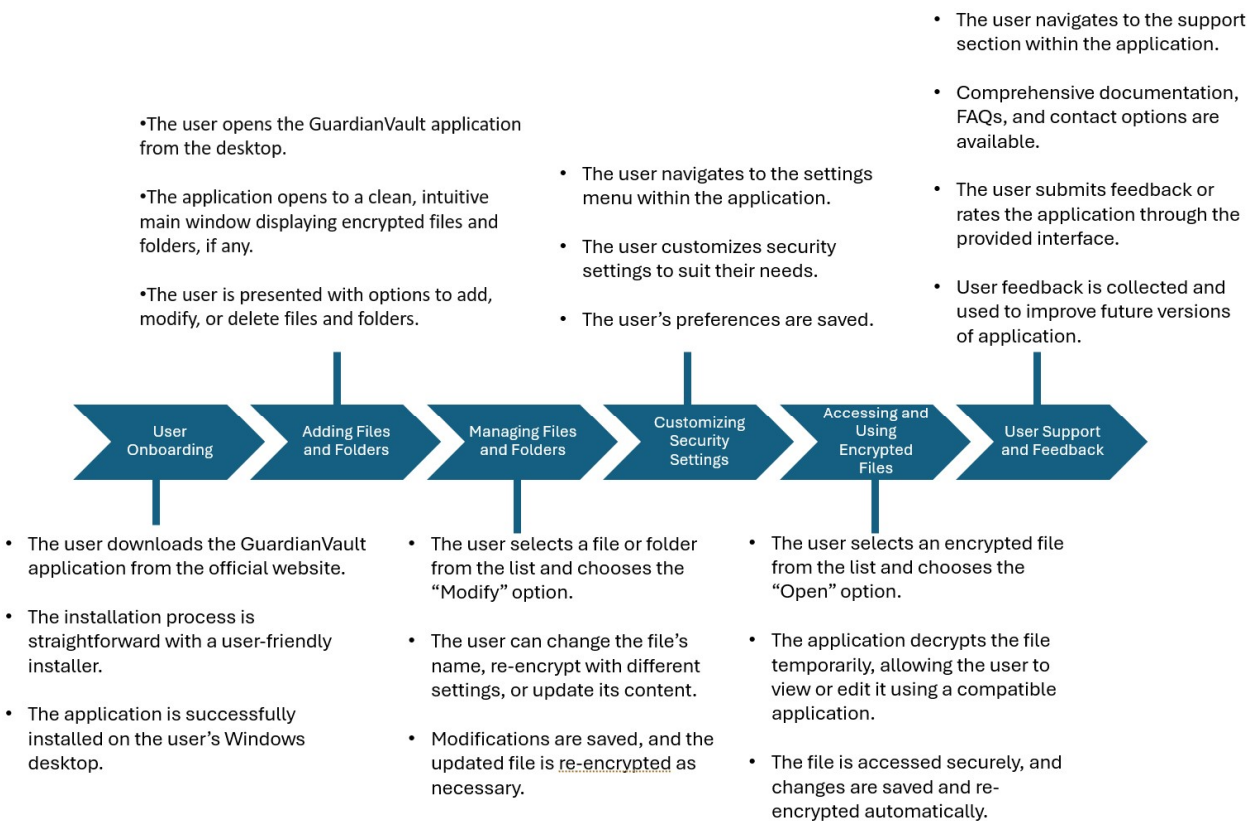 •The user opens the GuardianVault application
from the desktop.
•The application opens to a clean, intuitive
main window displaying encrypted files and
folders, if any.
•The user is presented with options to add,
modify, or delete files and folders.
• The user navigates to the settings
menu within the application.
• The user customizes security
settings to suit their needs.
• The user’s preferences are saved.
• The user navigates to the support
section within the application.
• Comprehensive documentation,
FAQs, and contact options are
available.
• The user submits feedback or
rates the application through the
provided interface.
• User feedback is collected and
used to improve future versions
of application.
User
Onboarding
Adding Files
and Folders
Managing Files
and Folders
Customizing
Security
Settings
Accessing and
Using
Encrypted
Files
User Support
and Feedback
• The user downloads the GuardianVault
application from the official website.
• The installation process is
straightforward with a user-friendly
installer.
• The application is successfully
installed on the user’s Windows
desktop.
• The user selects a file or folder
from the list and chooses the
“Modify” option.
• The user can change the file’s
name, re-encrypt with different
settings, or update its content.
• Modifications are saved, and the
updated file is re-encrypted as
necessary.
• The user selects an encrypted file
from the list and chooses the
“Open” option.
• The application decrypts the file
temporarily, allowing the user to
view or edit it using a compatible
application.
• The file is accessed securely, and
changes are saved and re-
encrypted automatically.